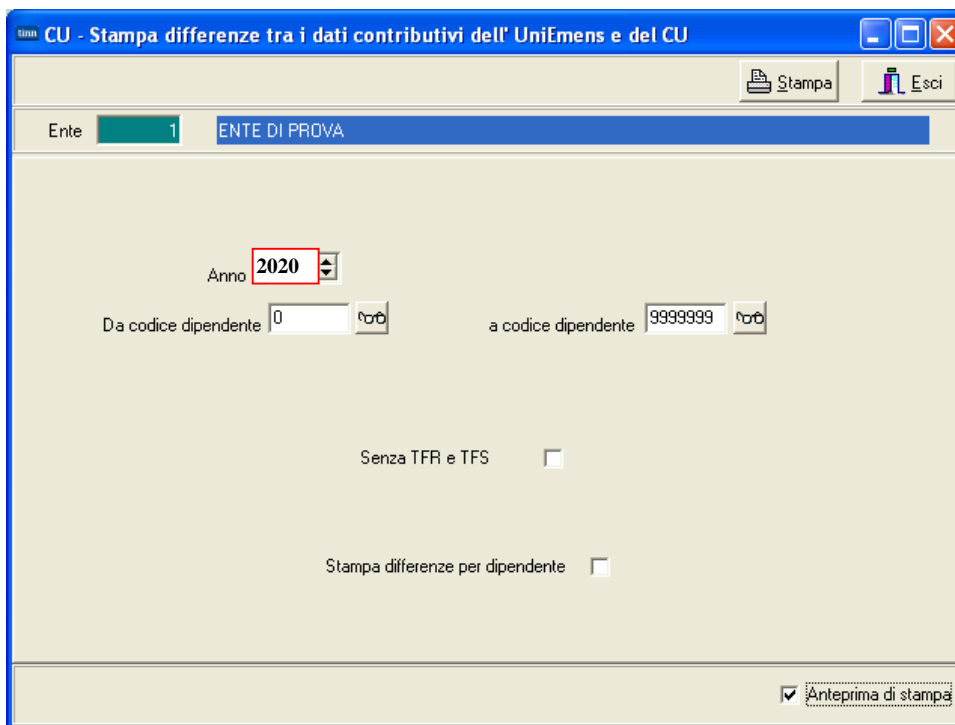 tinn CU - Stampa differenze tra i dati contributivi dell' UniEmens e del CU
Stampa Esci
Ente 1 ENTE DI PROVA
Anno 2020
Da codice dipendente 0 a codice dipendente 9999999
Senza TFR e TFS
Stampa differenze per dipendente
Anteprima di stampa